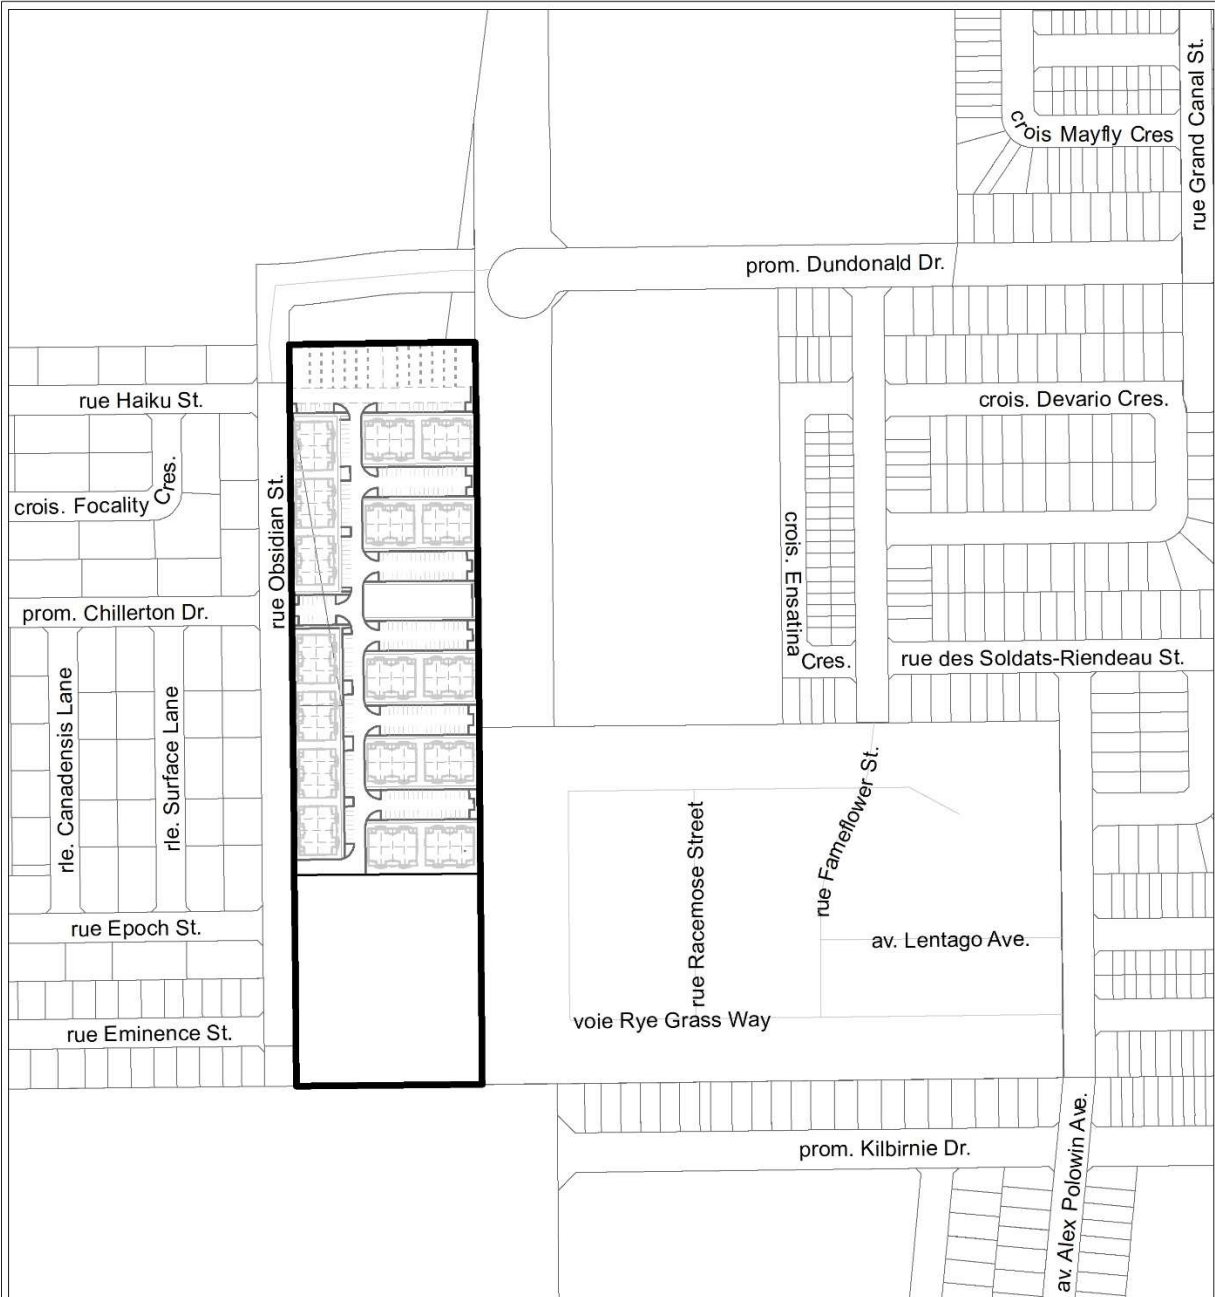 crois Mayfly Cres
rue Grand Canal St.
prom. Dundonald Dr.
rue Haiku St.
crois. Devario Cres.
crois. Focality Cres.
rue Obsidian St.
crois. Ensatina
Cres.
prom. Chillerton Dr.
rue des Soldats-Riendeau St.
rle. Canadensis Lane
rle. Surface Lane
rue Fameflower St.
rue Racemose Street
rue Epoch St.
av. Lentago Ave.
voie Rye Grass Way
rue Eminence St.
prom. Kilbirnie Dr.
av. Alex Polowin Ave.